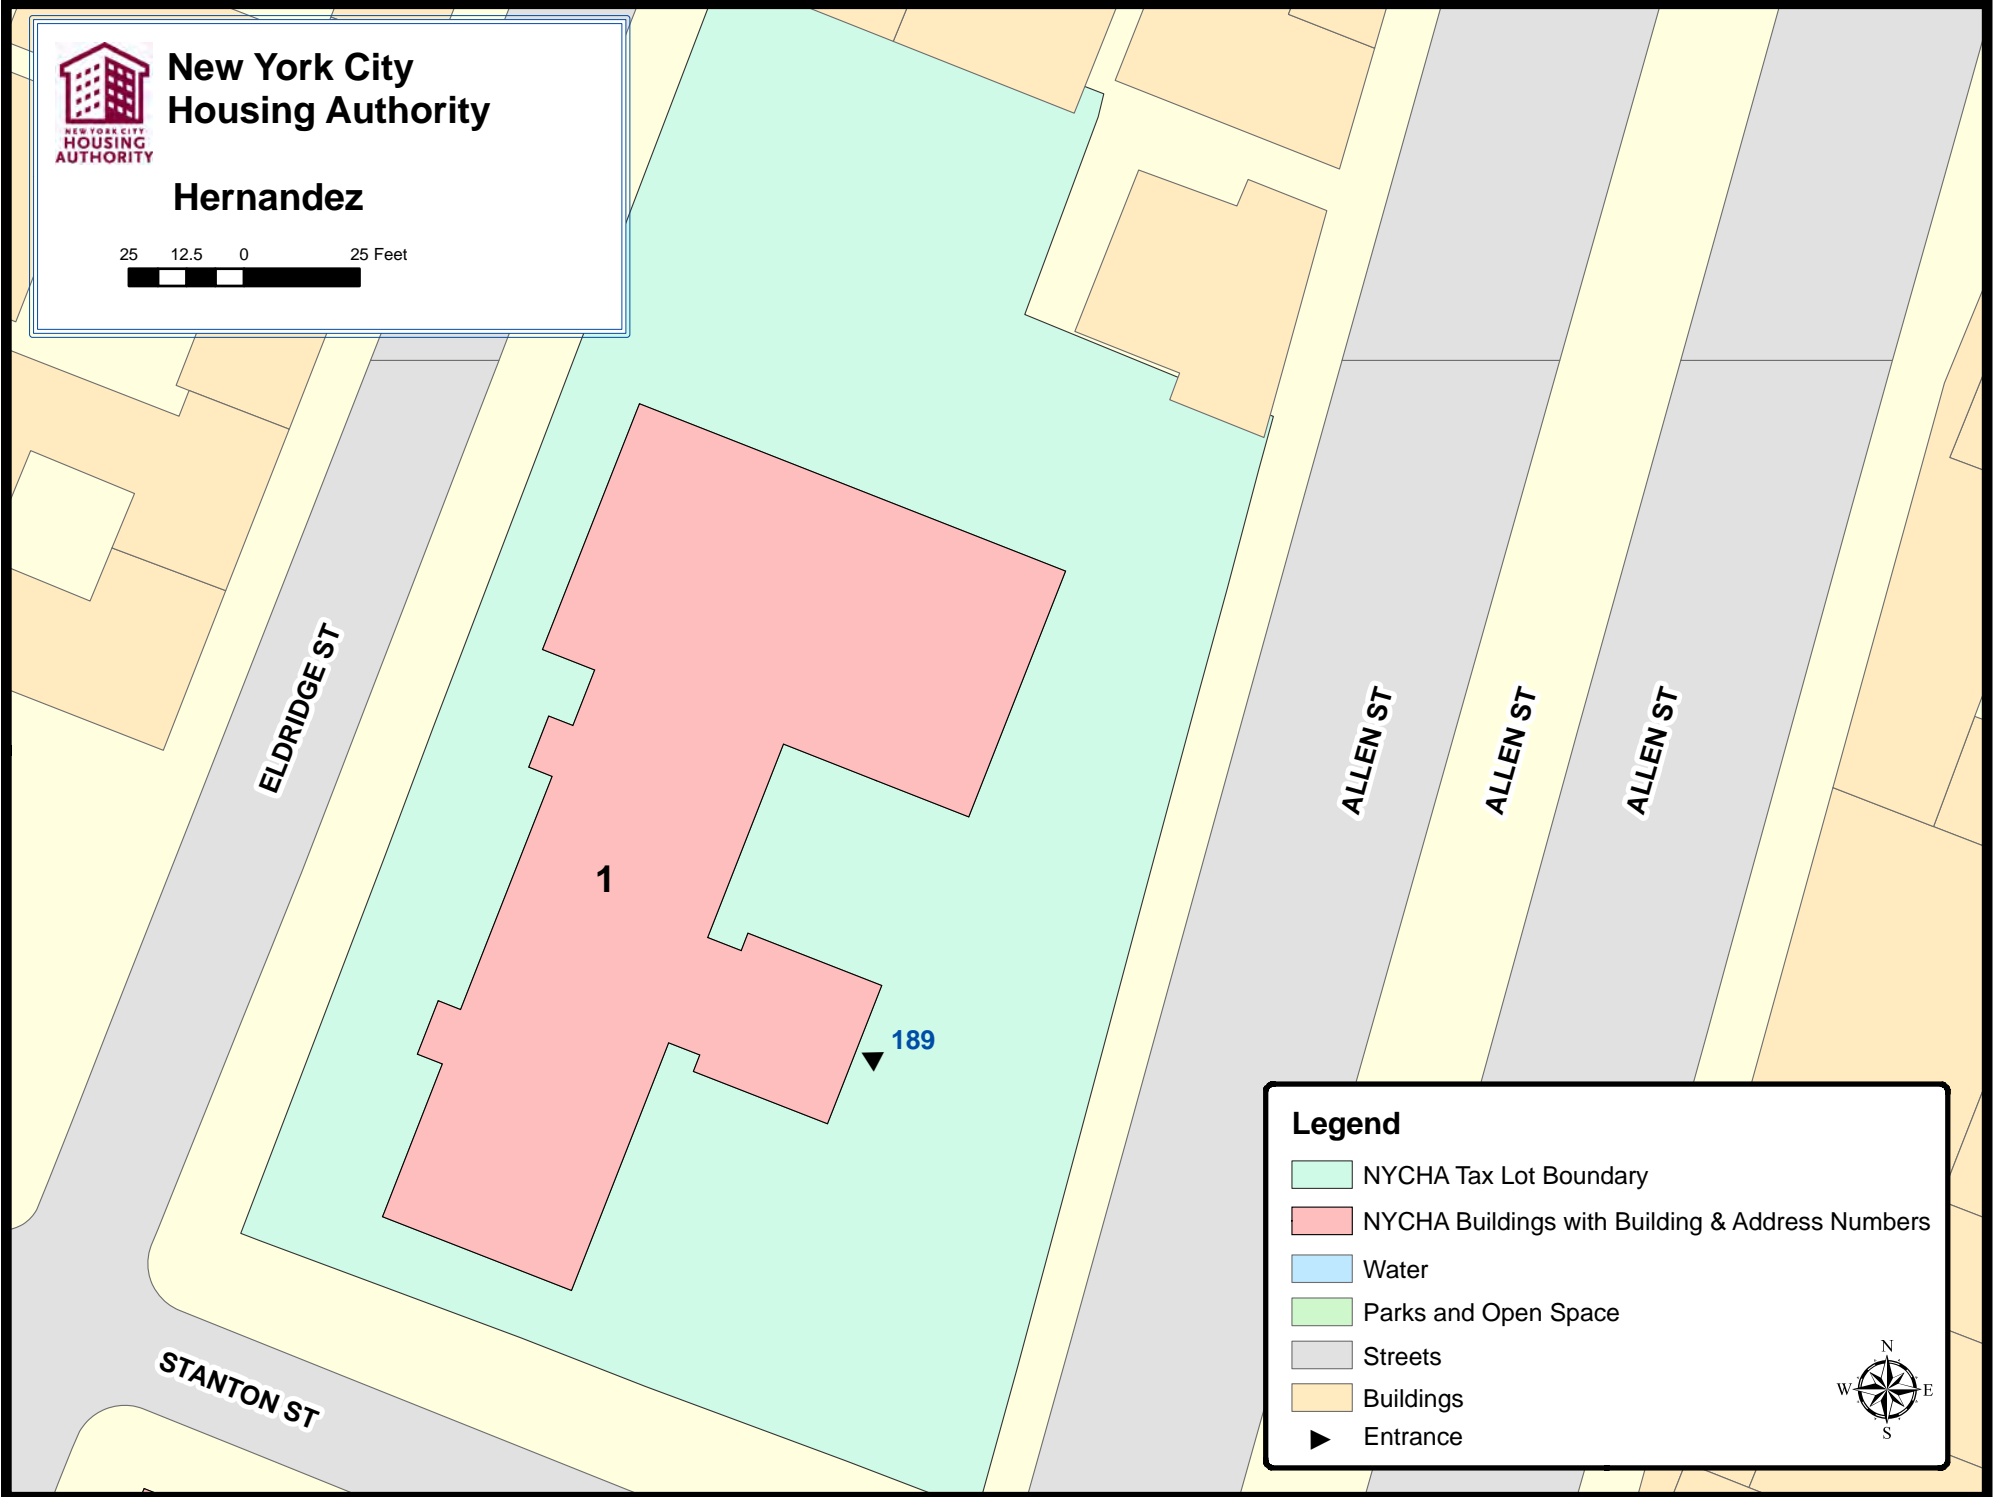 New York City
Housing Authority
NEW YORK CITY
HOUSING
AUTHORITY
Hernandez
25 12.5 0 25 Feet
ELDRIDGE ST
ALLEN ST
ALLEN ST
ALLEN ST
1
189
STANTON ST
Legend
NYCHA Tax Lot Boundary
NYCHA Buildings with Building & Address Numbers
Water
Parks and Open Space
Streets
Buildings
Entrance
N
W E
S